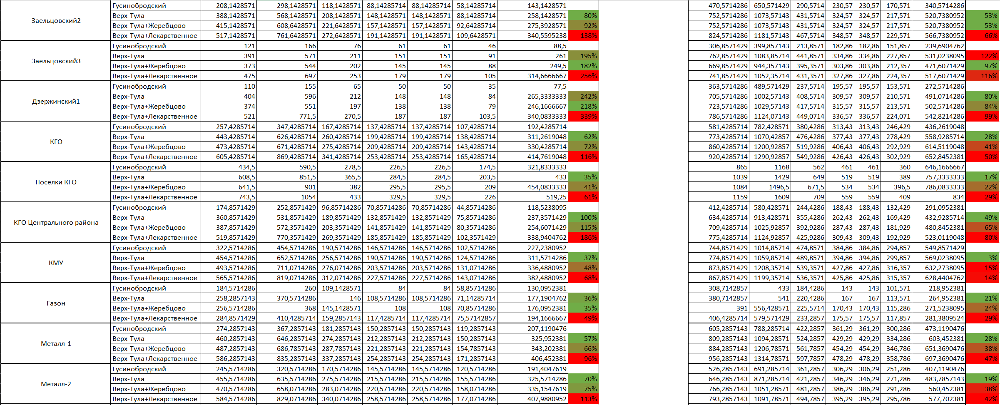 Гусинобродский 208,1428571 298,1428571 118,1428571 88,14285714 88,14285714 58,14285714 143,1428571 470,5714286 650,571429 290,5714 230,57 230,57 170,571 340,5714286
Заельцовский2
Верх-Тула 388,1428571 568,1428571 208,1428571 148,1428571 148,1428571 88,14285714 258,1428571 80% 752,5714286 1073,57143 431,5714 324,57 324,57 217,571 520,7380952 53%
Верх-Тула+Жеребцово 415,1428571 608,6428571 221,6428571 157,1428571 157,1428571 92,64285714 275,3928571 92% 752,5714286 1073,57143 431,5714 324,57 324,57 217,571 520,7380952 53%
Верх-Тула+Лекарственное 517,1428571 761,6428571 272,6428571 191,1428571 191,1428571 109,6428571 340,5595238 138% 824,5714286 1181,57143 467,5714 348,57 348,57 229,571 566,7380952 66%
Гусинобродский 121 166 76 61 61 46 88,5 306,8571429 399,857143 213,8571 182,86 182,86 151,857 239,6904762
Заельцовский3
Верх-Тула 391 571 211 151 151 91 261 195% 762,8571429 1083,85714 441,8571 334,86 334,86 227,857 531,0238095 122%
Верх-Тула+Жеребцово 373 544 202 145 145 88 249,5 182% 669,8571429 944,357143 395,3571 303,86 303,86 212,357 471,6071429 97%
Верх-Тула+Лекарственное 475 697 253 179 179 105 314,6666667 256% 741,8571429 1052,35714 431,3571 327,86 327,86 224,357 517,6071429 116%
Гусинобродский 110 155 65 50 50 35 77,5 363,5714286 489,571429 237,5714 195,57 195,57 153,571 272,5714286
Дзержинский1
Верх-Тула 404 596 212 148 148 84 265,3333333 242% 705,5714286 1002,57143 408,5714 309,57 309,57 210,571 491,0714286 80%
Верх-Тула+Жеребцово 374 551 197 138 138 79 246,1666667 218% 723,5714286 1029,57143 417,5714 315,57 315,57 213,571 502,5714286 84%
Верх-Тула+Лекарственное 521 771,5 270,5 187 187 103,5 340,0833333 339% 786,5714286 1124,07143 449,0714 336,57 336,57 224,071 542,8214286 99%
Гусинобродский 257,4285714 347,4285714 167,4285714 137,4285714 137,4285714 107,4285714 192,4285714 581,4285714 782,428571 380,4286 313,43 313,43 246,429 436,2619048
КГО
Верх-Тула 443,4285714 626,4285714 260,4285714 199,4285714 199,4285714 138,4285714 311,2619048 62% 773,4285714 1070,42857 476,4286 377,43 377,43 278,429 558,9285714 28%
Верх-Тула+Жеребцово 473,4285714 671,4285714 275,4285714 209,4285714 209,4285714 143,4285714 330,4285714 72% 860,4285714 1200,92857 519,9286 406,43 406,43 292,929 614,5119048 41%
Верх-Тула+Лекарственное 605,4285714 869,4285714 341,4285714 253,4285714 253,4285714 165,4285714 414,7619048 116% 920,4285714 1290,92857 549,9286 426,43 426,43 302,929 652,8452381 50%
Гусинобродский 434,5 590,5 278,5 226,5 226,5 174,5 321,8333333 865 1168 562 461 461 360 646,1666667
Поселки КГО
Верх-Тула 608,5 851,5 365,5 284,5 284,5 203,5 433 35% 1039 1429 649 519 519 389 757,3333333 17%
Верх-Тула+Жеребцово 641,5 901 382 295,5 295,5 209 454,0833333 41% 1084 1496,5 671,5 534 534 396,5 786,0833333 22%
Верх-Тула+Лекарственное 743,5 1054 433 329,5 329,5 226 519,25 61% 1159 1609 709 559 559 409 834 29%
Гусинобродский 174,8571429 252,8571429 96,85714286 70,85714286 70,85714286 44,85714286 118,5238095 412,4285714 580,428571 244,4286 188,43 188,43 132,429 291,0952381
КГО Центрального района
Верх-Тула 360,8571429 531,8571429 189,8571429 132,8571429 132,8571429 75,85714286 237,3571429 100% 634,4285714 913,428571 355,4286 262,43 262,43 169,429 432,9285714 49%
Верх-Тула+Жеребцово 387,8571429 572,3571429 203,3571429 141,8571429 141,8571429 80,35714286 254,6071429 115% 709,4285714 1025,92857 392,9286 287,43 287,43 181,929 480,8452381 65%
Верх-Тула+Лекарственное 519,8571429 770,3571429 269,3571429 185,8571429 185,8571429 102,3571429 338,9404762 186% 775,4285714 1124,92857 425,9286 309,43 309,43 192,929 523,0119048 80%
Гусинобродский 322,5714286 454,5714286 190,5714286 146,5714286 146,5714286 102,5714286 227,2380952 744,8571429 1014,85714 474,8571 384,86 384,86 294,857 549,8571429
КМУ
Верх-Тула 454,5714286 652,5714286 256,5714286 190,5714286 190,5714286 124,5714286 311,5714286 37% 774,8571429 1059,85714 489,8571 394,86 394,86 299,857 569,0238095 3%
Верх-Тула+Жеребцово 493,5714286 711,0714286 276,0714286 203,5714286 203,5714286 131,0714286 336,4880952 48% 873,8571429 1208,35714 539,3571 427,86 427,86 316,357 632,2738095 15%
Верх-Тула+Лекарственное 565,5714286 819,0714286 312,0714286 227,5714286 227,5714286 143,0714286 382,4880952 68% 867,8571429 1199,35714 536,3571 425,86 425,86 315,357 628,4404762 14%
Гусинобродский 184,5714286 260 109,1428571 84 84 58,85714286 130,0952381 308,7142857 433 184,4286 143 143 101,571 218,952381
Газон
Верх-Тула 258,2857143 370,5714286 146 108,5714286 108,5714286 71,14285714 177,1904762 36% 380,7142857 541 220,4286 167 167 113,571 264,952381 21%
Верх-Тула+Жеребцово 256,5714286 368 145,1428571 108 108 70,85714286 176,0952381 35% 391 556,428571 225,5714 170,43 170,43 115,286 271,5238095 24%
Верх-Тула+Лекарственное 284,8571429 410,4285714 159,2857143 117,4285714 117,4285714 75,57142857 194,1666667 49% 406,4285714 579,571429 233,2857 175,57 175,57 117,857 281,3809524 29%
Гусинобродский 274,2857143 367,2857143 181,2857143 150,2857143 150,2857143 119,2857143 207,1190476 605,2857143 788,285714 422,2857 361,29 361,29 300,286 473,1190476
Металл-1
Верх-Тула 460,2857143 646,2857143 274,2857143 212,2857143 212,2857143 150,2857143 325,952381 57% 809,2857143 1094,28571 524,2857 429,29 429,29 334,286 603,452381 28%
Верх-Тула+Жеребцово 487,2857143 686,7857143 287,7857143 221,2857143 221,2857143 154,7857143 343,202381 66% 884,2857143 1206,78571 561,7857 454,29 454,29 346,786 651,3690476 38%
Верх-Тула+Лекарственное 586,2857143 835,2857143 337,2857143 254,2857143 254,2857143 171,2857143 406,452381 96% 956,2857143 1314,78571 597,7857 478,29 478,29 358,786 697,3690476 47%
Гусинобродский 245,5714286 320,5714286 170,5714286 145,5714286 145,5714286 120,5714286 191,4047619 526,2857143 691,285714 361,2857 306,29 306,29 251,286 407,1190476
Металл-2
Верх-Тула 455,5714286 635,5714286 275,5714286 215,5714286 215,5714286 155,5714286 325,5714286 70% 646,2857143 871,285714 421,2857 346,29 346,29 271,286 483,7857143 19%
Верх-Тула+Жеребцово 470,5714286 658,0714286 283,0714286 220,5714286 220,5714286 158,0714286 335,1547619 75% 766,2857143 1051,28571 481,2857 386,29 386,29 291,286 560,452381 38%
Верх-Тула+Лекарственное 584,5714286 829,0714286 340,0714286 258,5714286 258,5714286 177,0714286 407,9880952 113% 793,2857143 1091,78571 494,7857 395,29 395,29 295,786 577,702381 42%